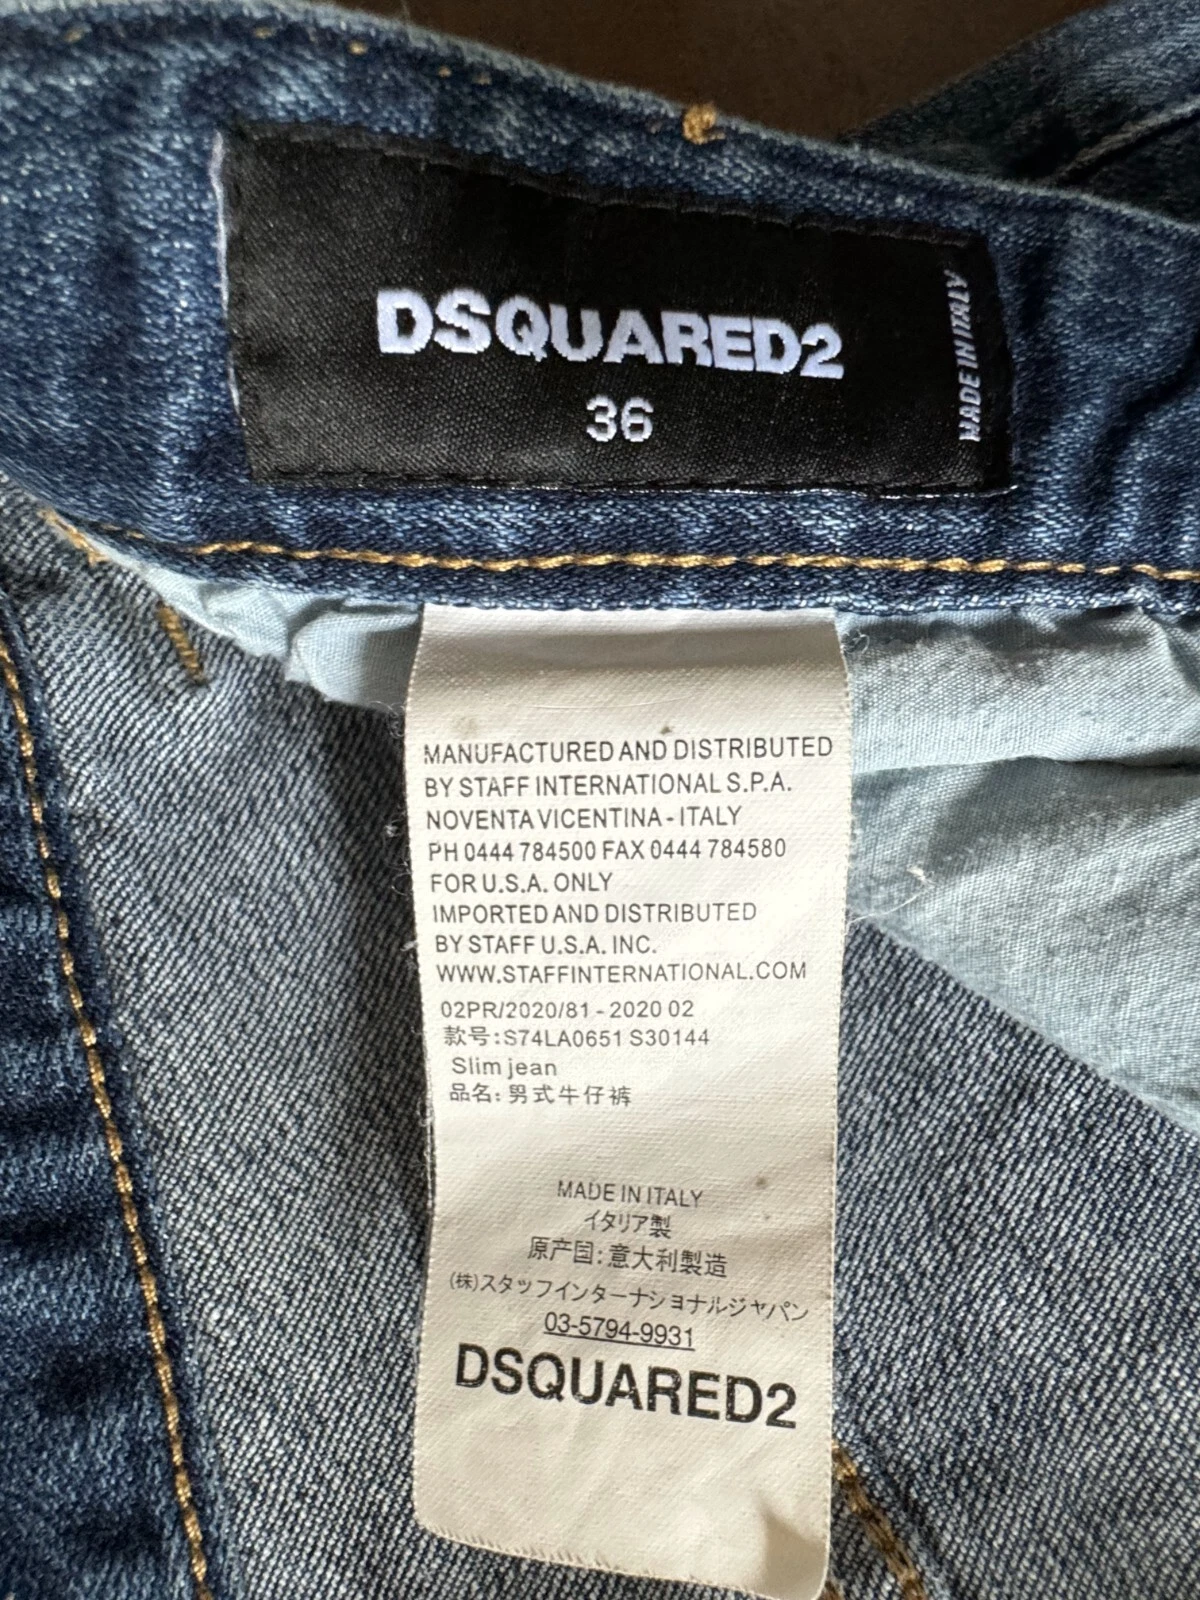 DSQUARED2
36
MADE IN ITALY
MANUFACTURED AND DISTRIBUTED
BY STAFF INTERNATIONAL S.P.A.
NOVENTA VICENTINA - ITALY
PH 0444 784500 FAX 0444 784580
FOR U.S.A. ONLY
IMPORTED AND DISTRIBUTED
BY STAFF U.S.A. INC.
WWW.STAFFINTERNATIONAL.COM
02PR/2020/81 - 2020 02
款号:S74LA0651 S30144
Slim jean
品名: 男式牛仔裤
MADE IN ITALY
イタリア製
原产国:意大利製造
(株)スタッフインターナショナルジャパン
03-5794-9931
DSQUARED2